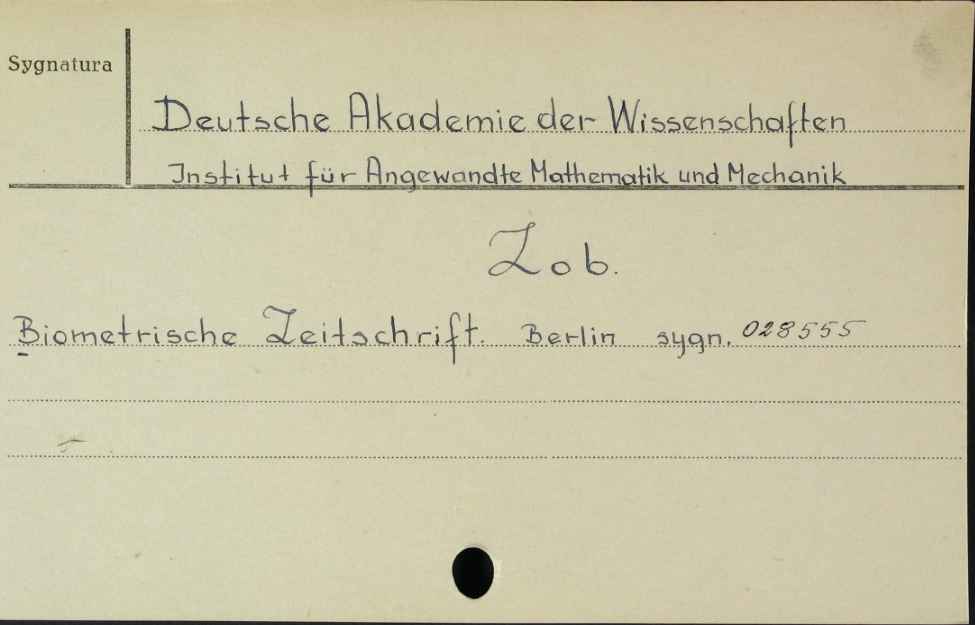 Sygnatura
Deutsche Akademie der Wissenschaften
Institut für Angewandte Mathematik und Mechanik
Zob.
Biometrische Zeitschrift. Berlin sygn. 028555